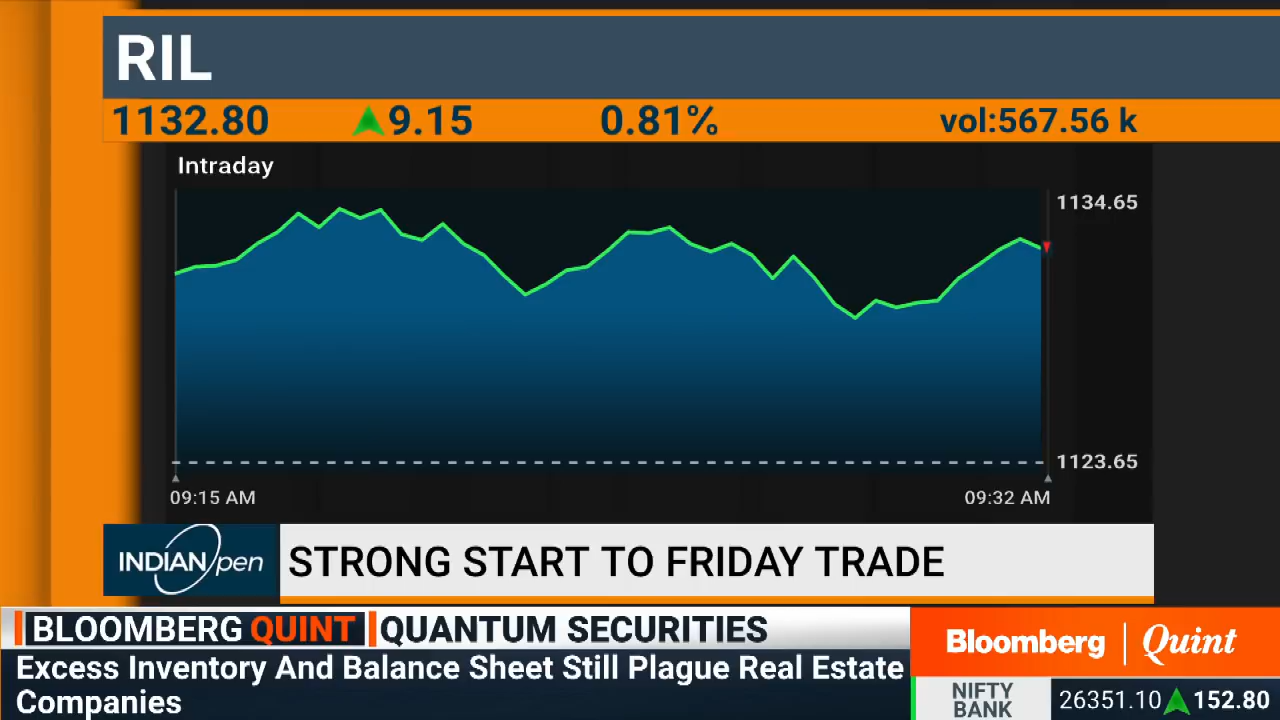 RIL
1132.80 9.15 0.81% vol:567.56 k
Intraday
1134.65
1123.65
09:15 AM 09:32 AM
INDIAN Open STRONG START TO FRIDAY TRADE
BLOOMBERG QUINT QUANTUM SECURITIES
Excess Inventory And Balance Sheet Still Plague Real Estate
Companies
Bloomberg | Quint
NIFTY
BANK
26351.10 152.80